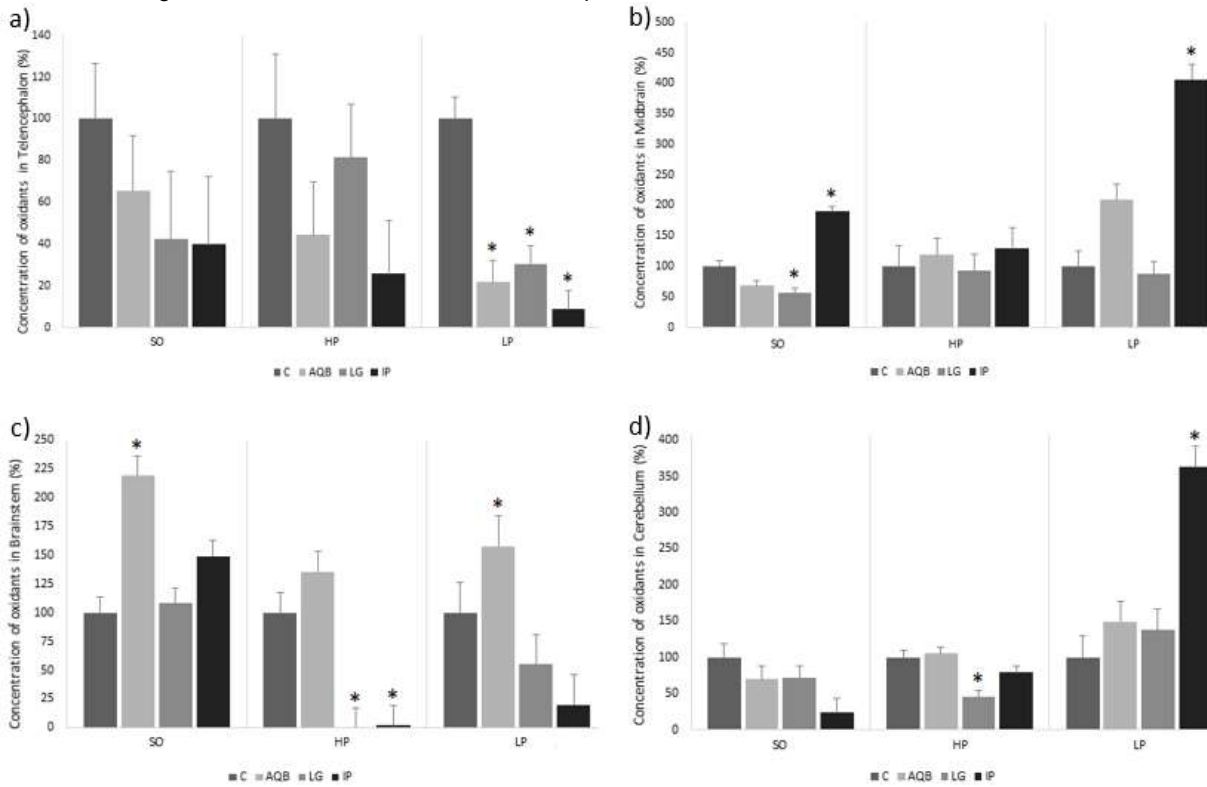 a)
Concentration of oxidants in Telencephalon (%)
140
120
100
80
60
40
20
0
* * *
SO HP LP
C AQB LG IP
b)
Concentration of oxidants in Midbrain (%)
500
450
400
350
300
250
200
150
100
50
0
* * *
SO HP LP
C AQB LG IP
c)
Concentration of oxidants in Brainstem (%)
250
225
200
175
150
125
100
75
50
25
0
* * * *
SO HP LP
C AQB LG IP
d)
Concentration of oxidants in Cerebellum (%)
400
350
300
250
200
150
100
50
0
* *
SO HP LP
C AQB LG IP